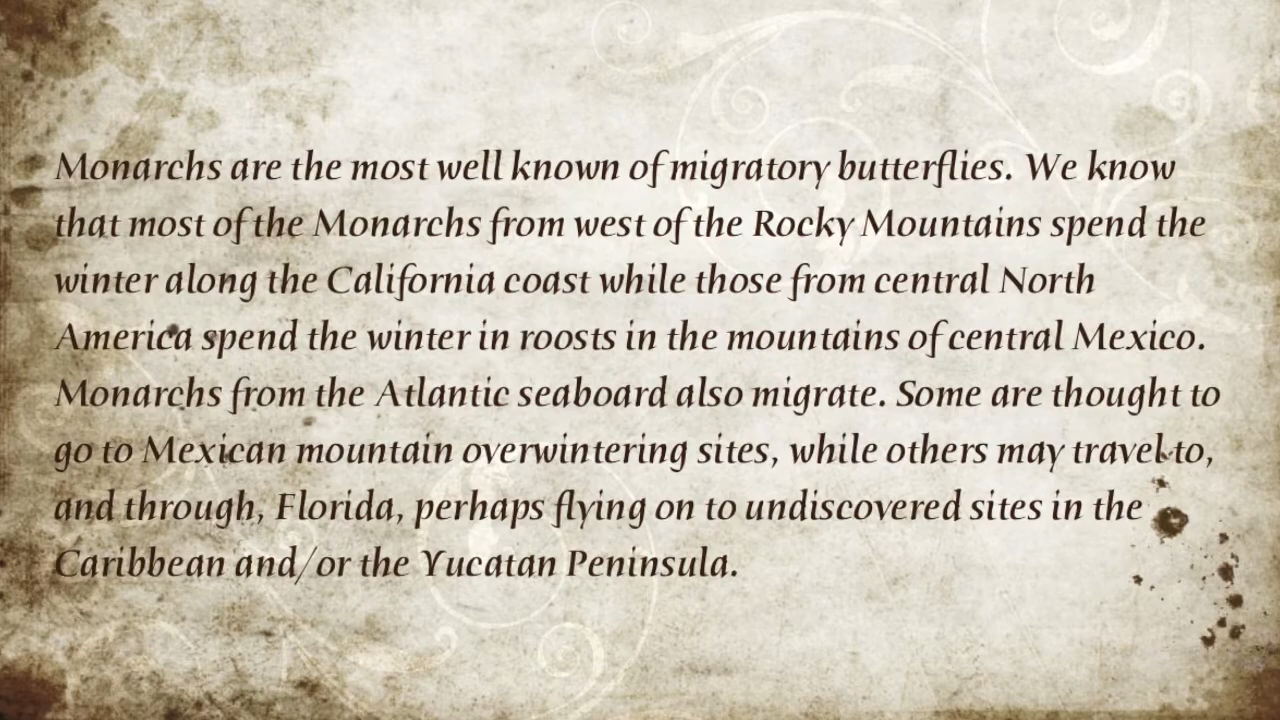 Monarchs are the most well known of migratory butterflies. We know
that most of the Monarchs from west of the Rocky Mountains spend the
winter along the California coast while those from central North
America spend the winter in roosts in the mountains of central Mexico.
Monarchs from the Atlantic seaboard also migrate. Some are thought to
go to Mexican mountain overwintering sites, while others may travel to,
and through, Florida, perhaps flying on to undiscovered sites in the
Caribbean and/or the Yucatan Peninsula.